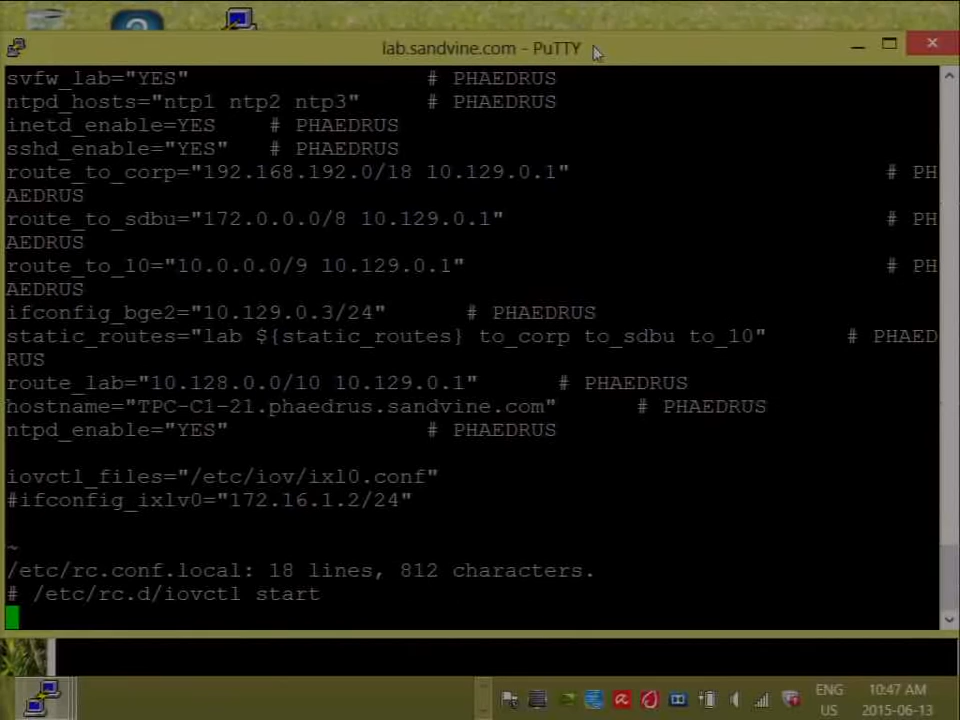 lab.sandvine.com - PuTTY
svfw_lab="YES" # PHAEDRUS
ntpd_hosts="ntp1 ntp2 ntp3" # PHAEDRUS
inetd_enable=YES # PHAEDRUS
sshd_enable="YES" # PHAEDRUS
route_to_corp="192.168.192.0/18 10.129.0.1" # PH
AEDRUS
route_to_sdbu="172.0.0.0/8 10.129.0.1" # PH
AEDRUS
route_to_10="10.0.0.0/9 10.129.0.1" # PH
AEDRUS
ifconfig_bge2="10.129.0.3/24" # PHAEDRUS
static_routes="lab ${static_routes} to_corp to_sdbu to_10" # PHAED
RUS
route_lab="10.128.0.0/10 10.129.0.1" # PHAEDRUS
hostname="TPC-C1-21.phaedrus.sandvine.com" # PHAEDRUS
ntpd_enable="YES" # PHAEDRUS
iovctl_files="/etc/iov/ixl0.conf"
#ifconfig_ixlv0="172.16.1.2/24"
~
/etc/rc.conf.local: 18 lines, 812 characters.
# /etc/rc.d/iovctl start
ENG 10:47 AM
US 2015-06-13